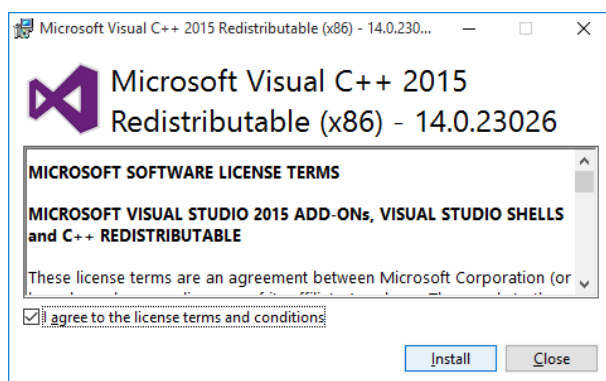 Microsoft Visual C++ 2015 Redistributable (x86) - 14.0.230...
Microsoft Visual C++ 2015
Redistributable (x86) - 14.0.23026
MICROSOFT SOFTWARE LICENSE TERMS
MICROSOFT VISUAL STUDIO 2015 ADD-ONs, VISUAL STUDIO SHELLS
and C++ REDISTRIBUTABLE
These license terms are an agreement between Microsoft Corporation (or
I agree to the license terms and conditions
Install
Close